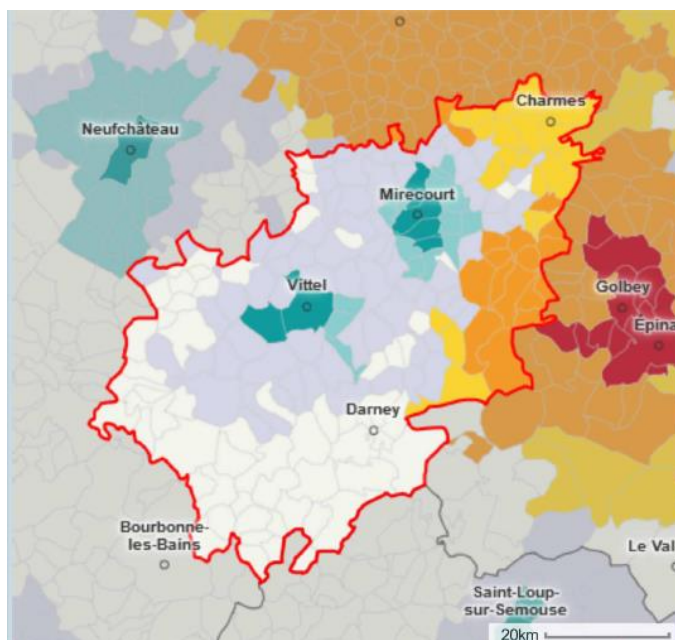 Charmes
Neufchâteau
Mirecourt
Vittel
Golbey
Épina
Darney
Bourbonne-
les-Bains
Le Val
Saint-Loup-
sur-Semouse
20km